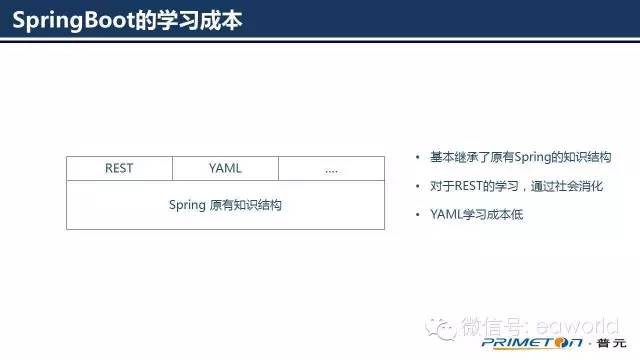 SpringBoot的学习成本
REST
YAML
....
Spring 原有知识结构
• 基本继承了原有Spring的知识结构
• 对于REST的学习，通过社会消化
• YAML学习成本低
微信号: eaworld
PRIMETON 普元